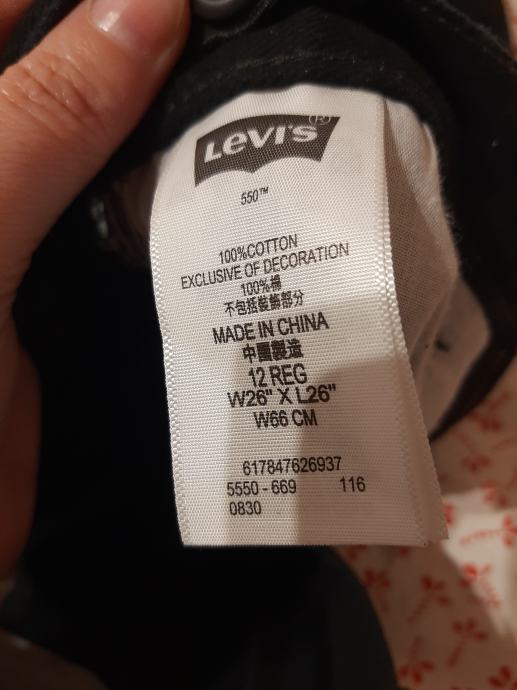 Levi's®
550™
100%COTTON
EXCLUSIVE OF DECORATION
100%棉
不包括裝飾部分
MADE IN CHINA
中國製造
12 REG
W26" X L26"
W66 CM
617847626937
5550 - 669 116
0830